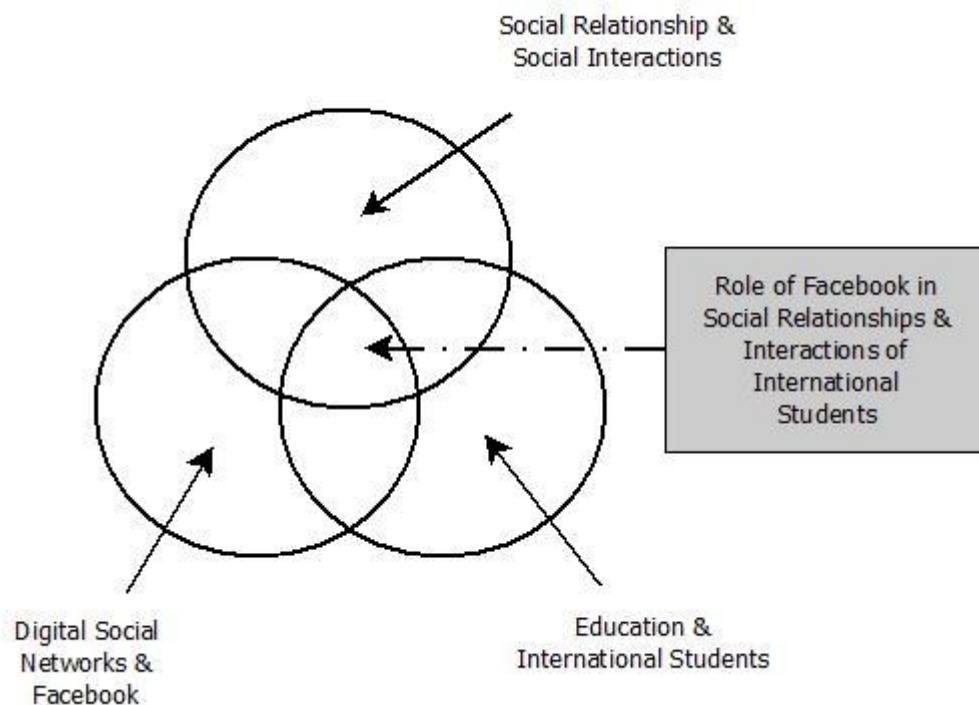 Social Relationship &
Social Interactions
Role of Facebook in
Social Relationships &
Interactions of
International
Students
Digital Social
Networks &
Facebook
Education &
International Students